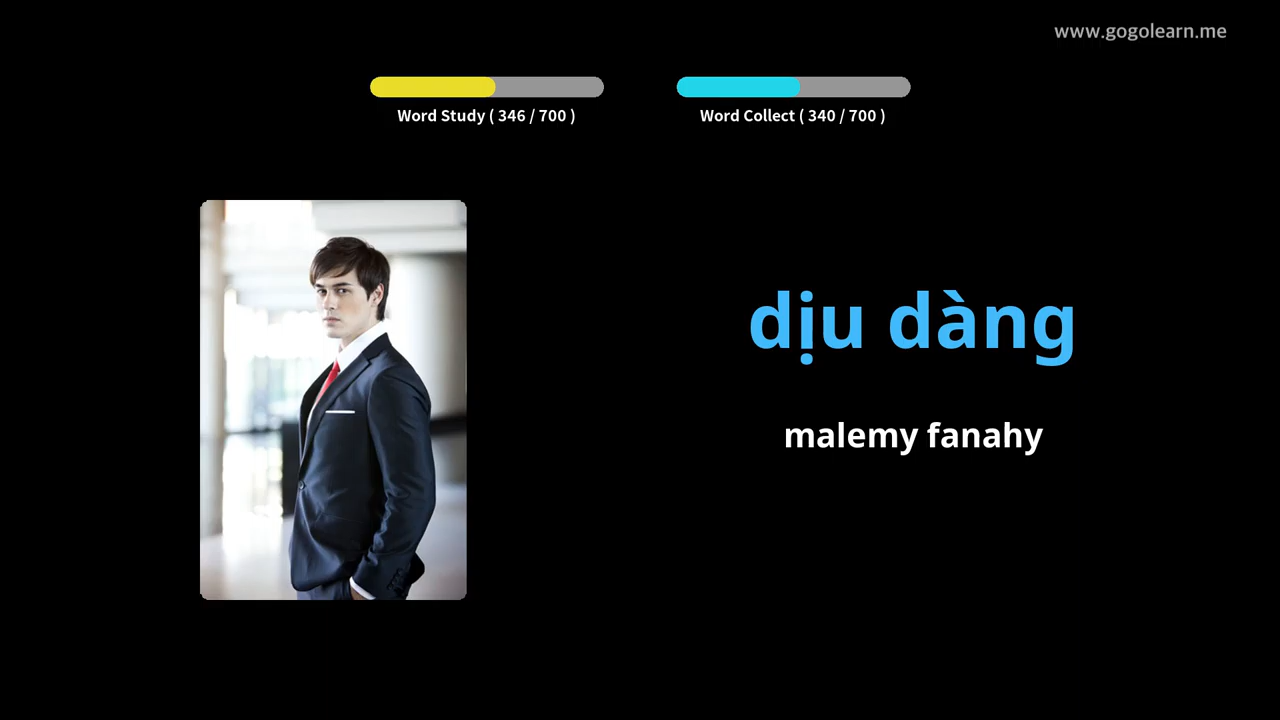 www.gogolearn.me
Word Study ( 346 / 700 )
Word Collect ( 340 / 700 )
dịu dàng
malemy fanahy